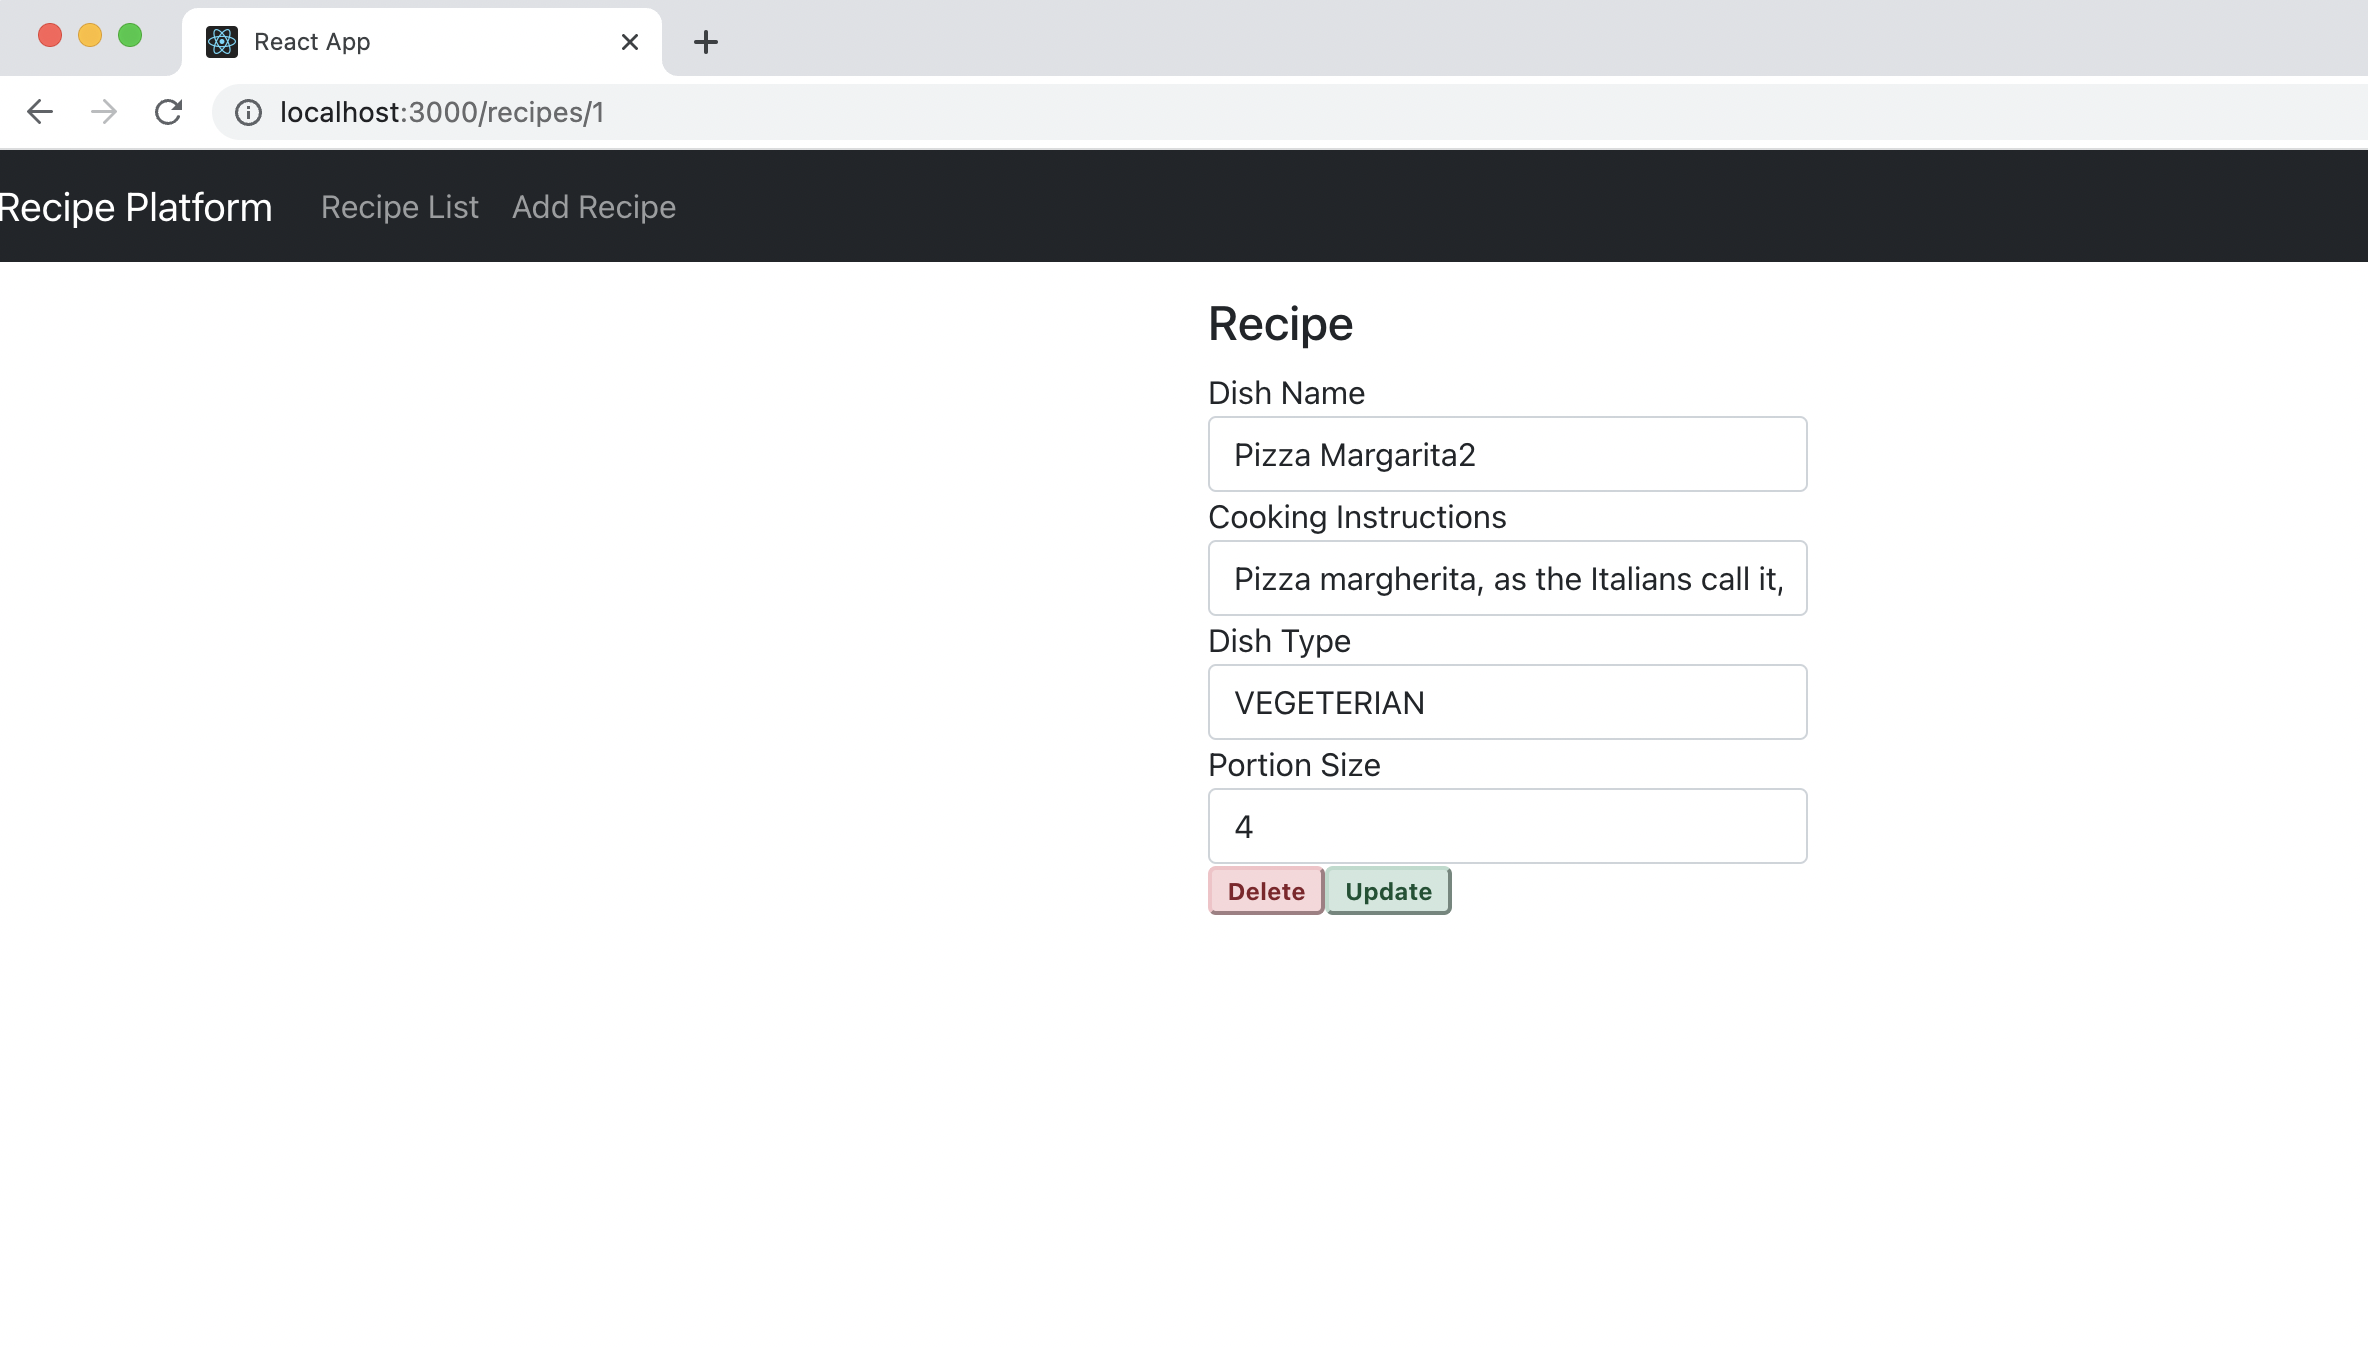 React App
localhost:3000/recipes/1
Recipe Platform Recipe List Add Recipe
Recipe
Dish Name
Pizza Margarita2
Cooking Instructions
Pizza margherita, as the Italians call it,
Dish Type
VEGETERIAN
Portion Size
4
Delete Update